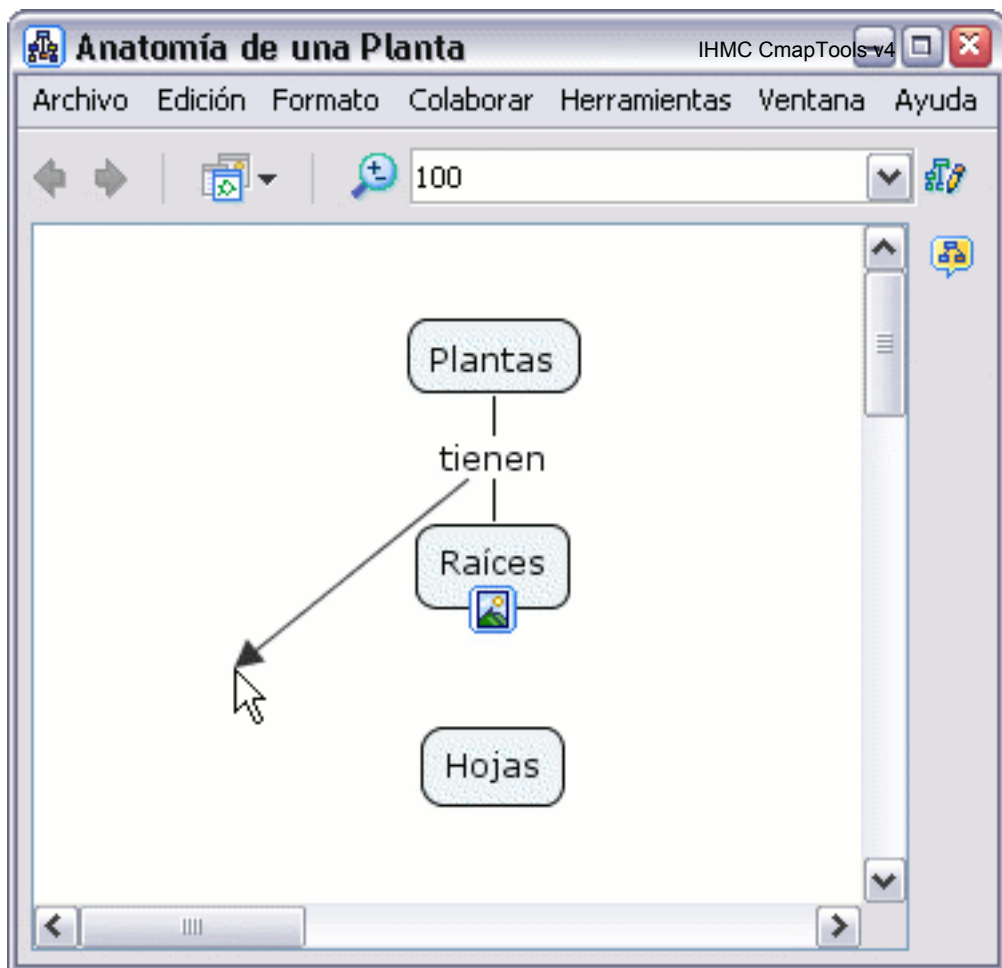 Anatomía de una Planta IHMC CmapTools v4
Archivo Edición Formato Colaborar Herramientas Ventana Ayuda
100
Plantas
tienen
Raíces
Hojas